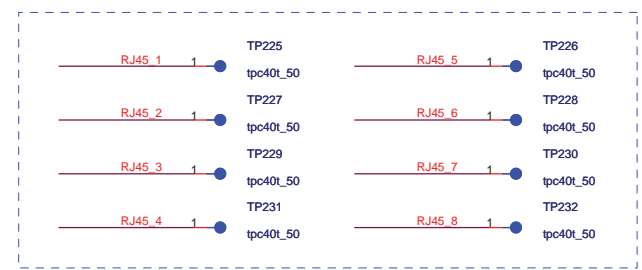 TP225
RJ45_1 1
tpc40t_50
TP227
RJ45_2 1
tpc40t_50
TP229
RJ45_3 1
tpc40t_50
TP231
RJ45_4 1
tpc40t_50
TP226
RJ45_5 1
tpc40t_50
TP228
RJ45_6 1
tpc40t_50
TP230
RJ45_7 1
tpc40t_50
TP232
RJ45_8 1
tpc40t_50